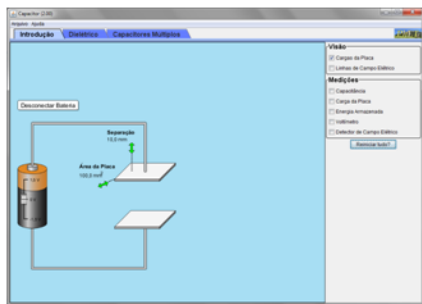 Capacitor (2.00)
Arquivo Ajuda
Introdução
Dielétrico
Capacitores Múltiplos
Desconectar Bateria
Separação
10,0 mm
Área da Placa
100,0 mm²
Visão
Cargas da Placa
Linhas de Campo Elétrico
Medições
Capacitância
Carga da Placa
Energia Armazenada
Voltímetro
Detector de Campo Elétrico
Reiniciar tudo!